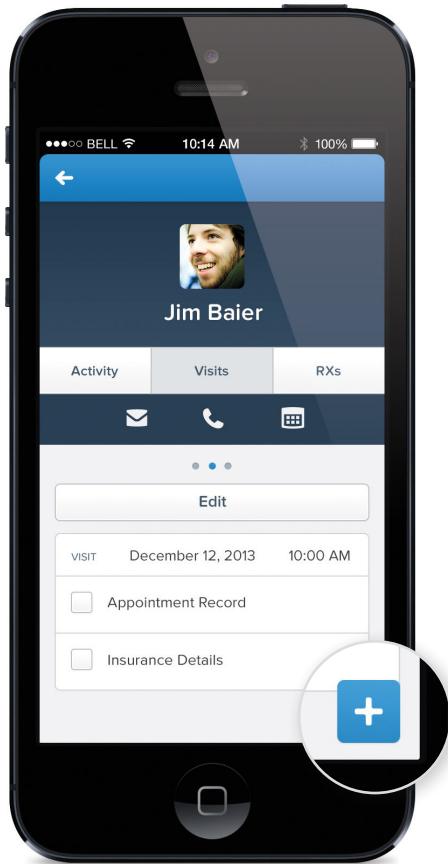 BELL 10:14 AM 100%
Jim Baier
Activity Visits RXs
Edit
VISIT December 12, 2013 10:00 AM
Appointment Record
Insurance Details